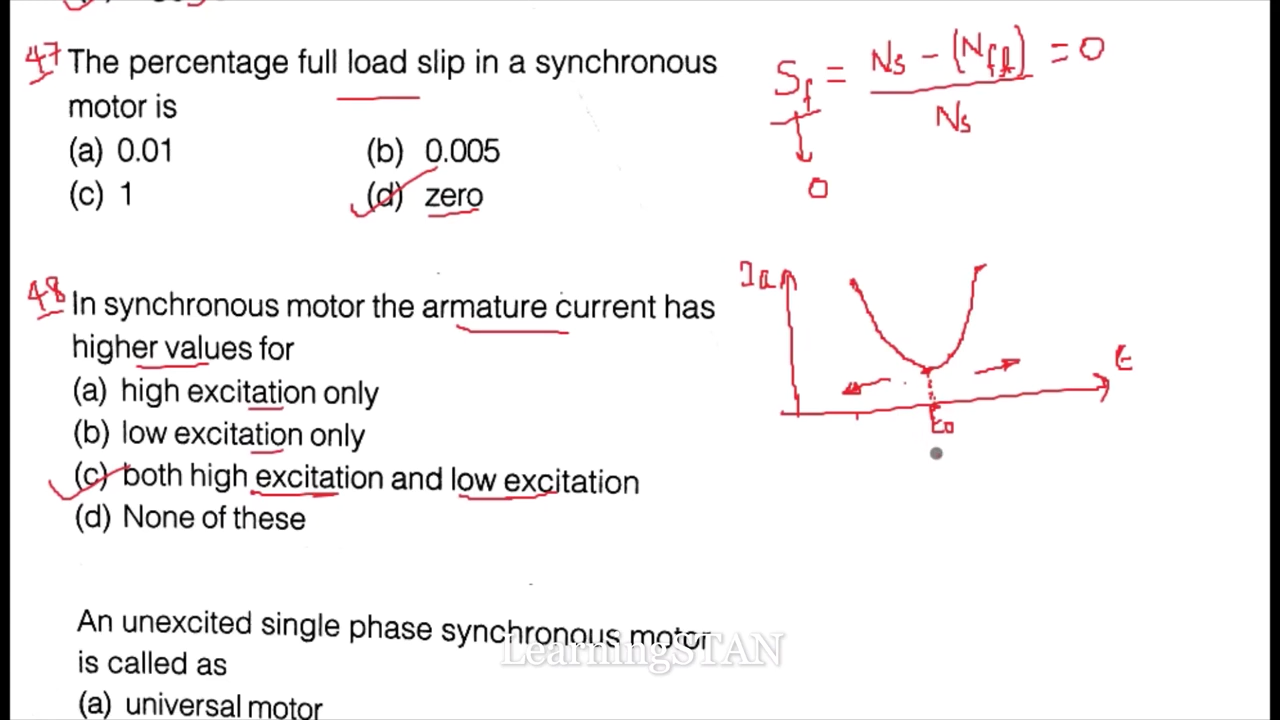 47 The percentage full load slip in a synchronous
motor is
(a) 0.01 (b) 0.005
(c) 1 (d) zero
S_f = Ns - (N_fl) / Ns = 0
0
48 In synchronous motor the armature current has
higher values for
(a) high excitation only
(b) low excitation only
(c) both high excitation and low excitation
(d) None of these
Ia
E
E0
An unexcited single phase synchronous motor
is called as
(a) universal motor
LearningSTAN